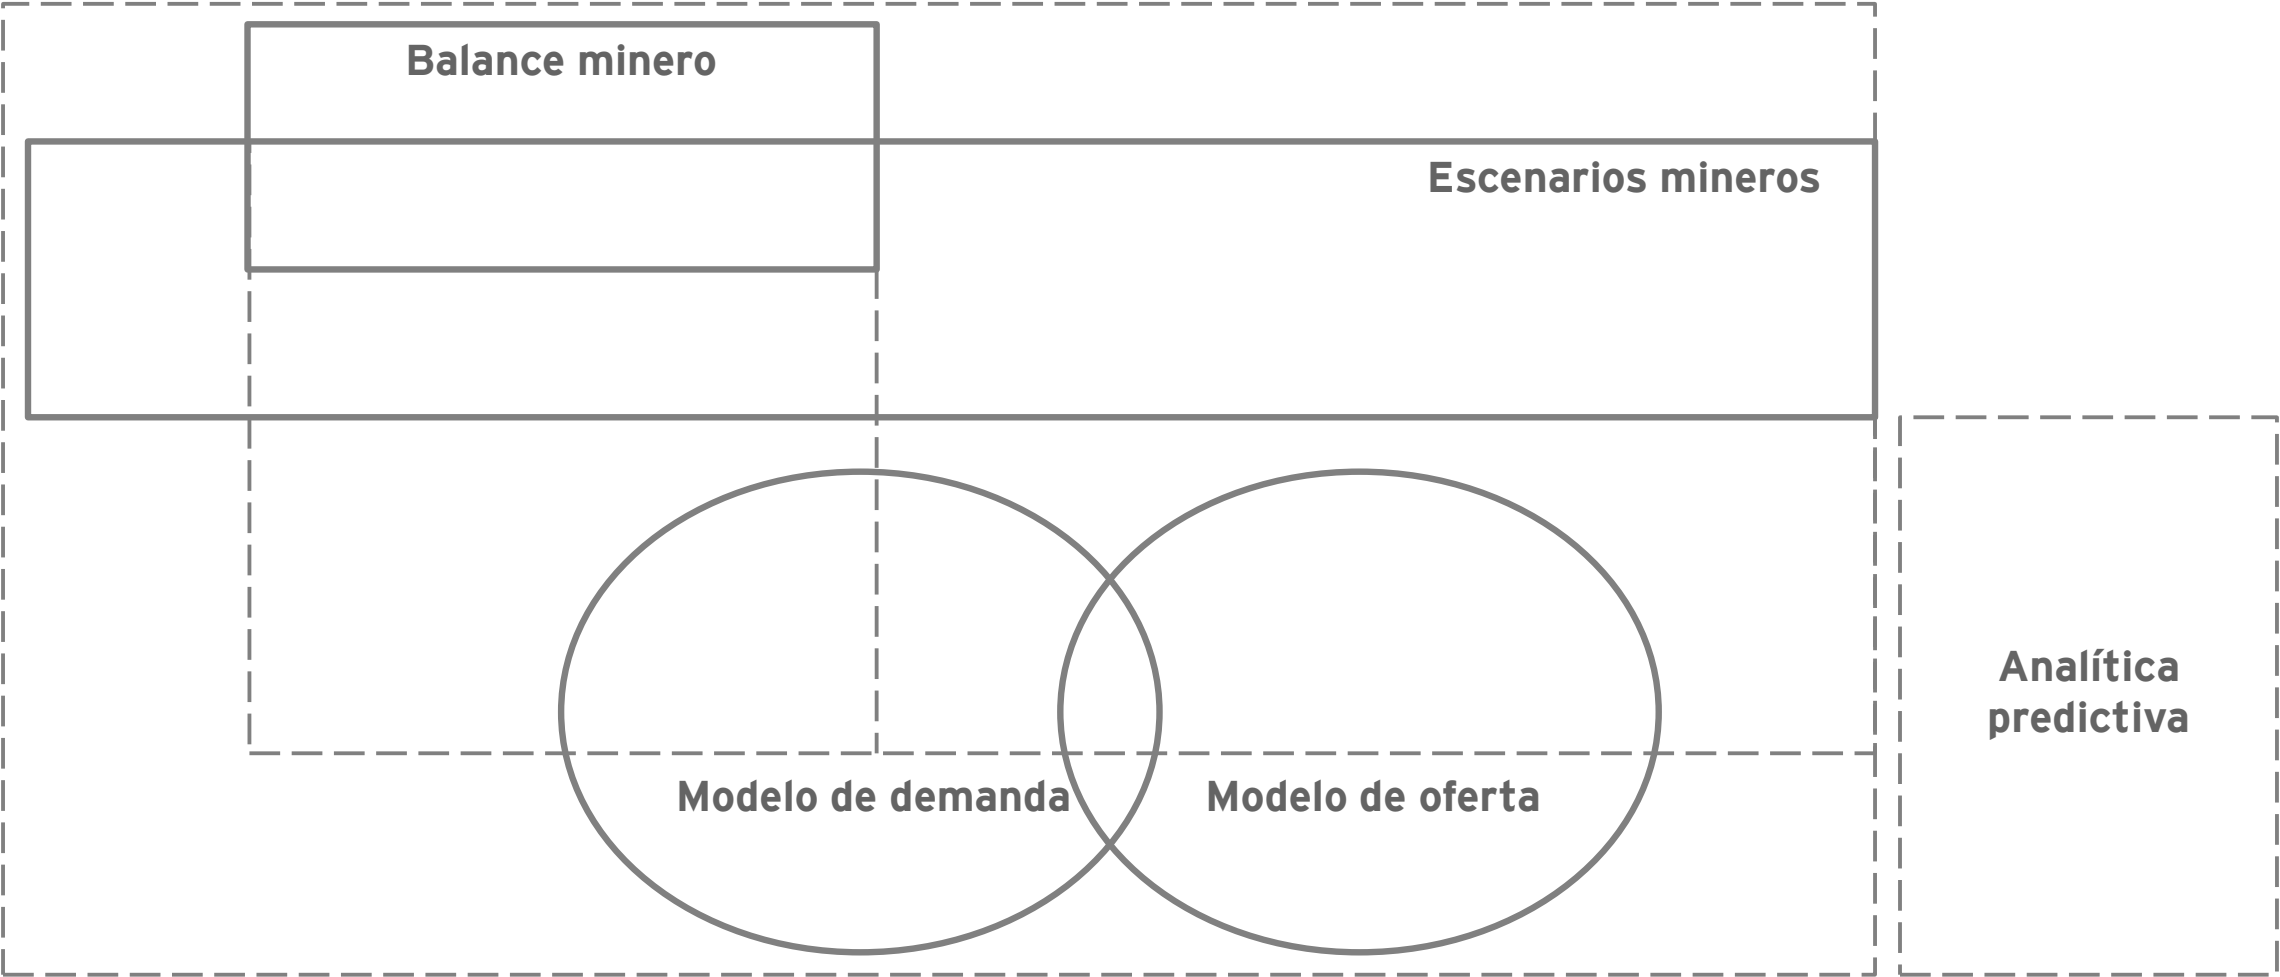 Balance minero
Escenarios mineros
Analítica
predictiva
Modelo de demanda
Modelo de oferta